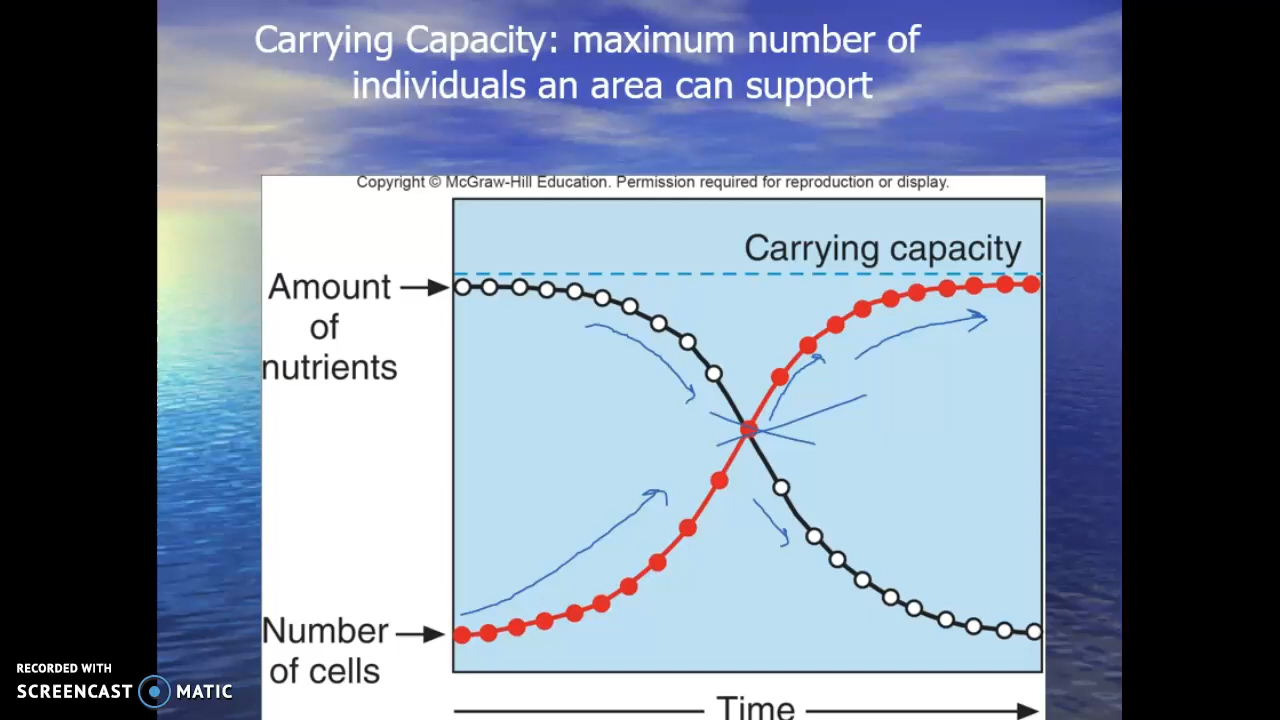 Carrying Capacity: maximum number of
individuals an area can support
Copyright © McGraw-Hill Education. Permission required for reproduction or display.
Carrying capacity
Amount
of
nutrients
Number
of cells
Time
RECORDED WITH
SCREENCAST MATIC